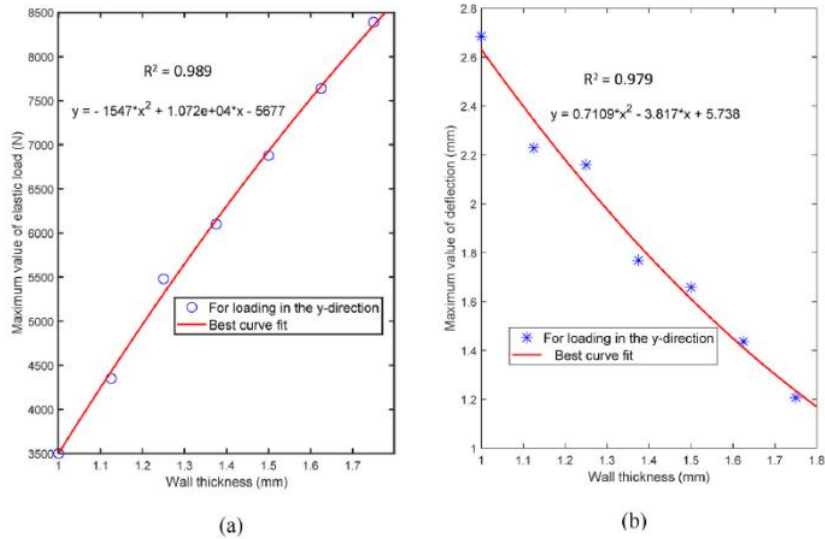 8500
8000
7500
7000
6500
6000
5500
5000
4500
4000
3500
Maximum value of elastic load (N)
R² = 0.989
y = - 1547*x² + 1.072e+04*x - 5677
For loading in the y-direction
Best curve fit
1 1.1 1.2 1.3 1.4 1.5 1.6 1.7
Wall thickness (mm)
(a)
2.8
2.6
2.4
2.2
2
1.8
1.6
1.4
1.2
1
Maximum value of deflection (mm)
R² = 0.979
y = 0.7109*x² - 3.817*x + 5.738
For loading in the y-direction
Best curve fit
1 1.1 1.2 1.3 1.4 1.5 1.6 1.7 1.8
Wall thickness (mm)
(b)